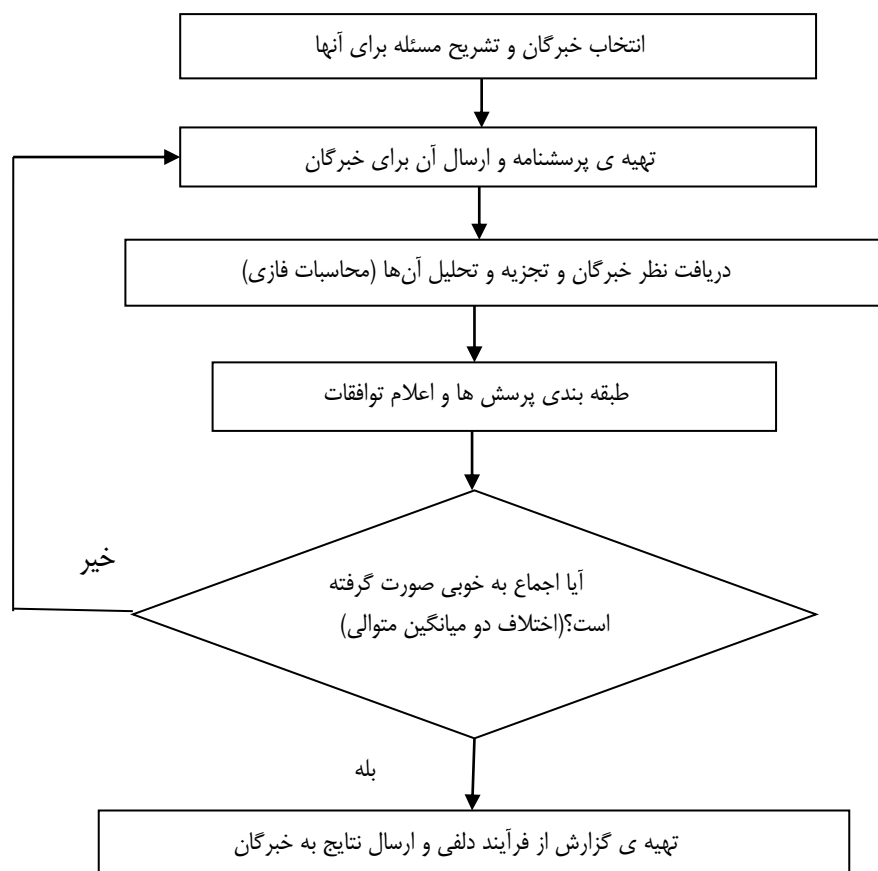 انتخاب خبرگان و تشریح مسئله برای آنها
تهیه ی پرسشنامه و ارسال آن برای خبرگان
دریافت نظر خبرگان و تجزیه و تحلیل آن‌ها (محاسبات فازی)
طبقه بندی پرسش ها و اعلام توافقات
خیر
آیا اجماع به خوبی صورت گرفته
است؟(اختلاف دو میانگین متوالی)
بله
تهیه ی گزارش از فرآیند دلفی و ارسال نتایج به خبرگان